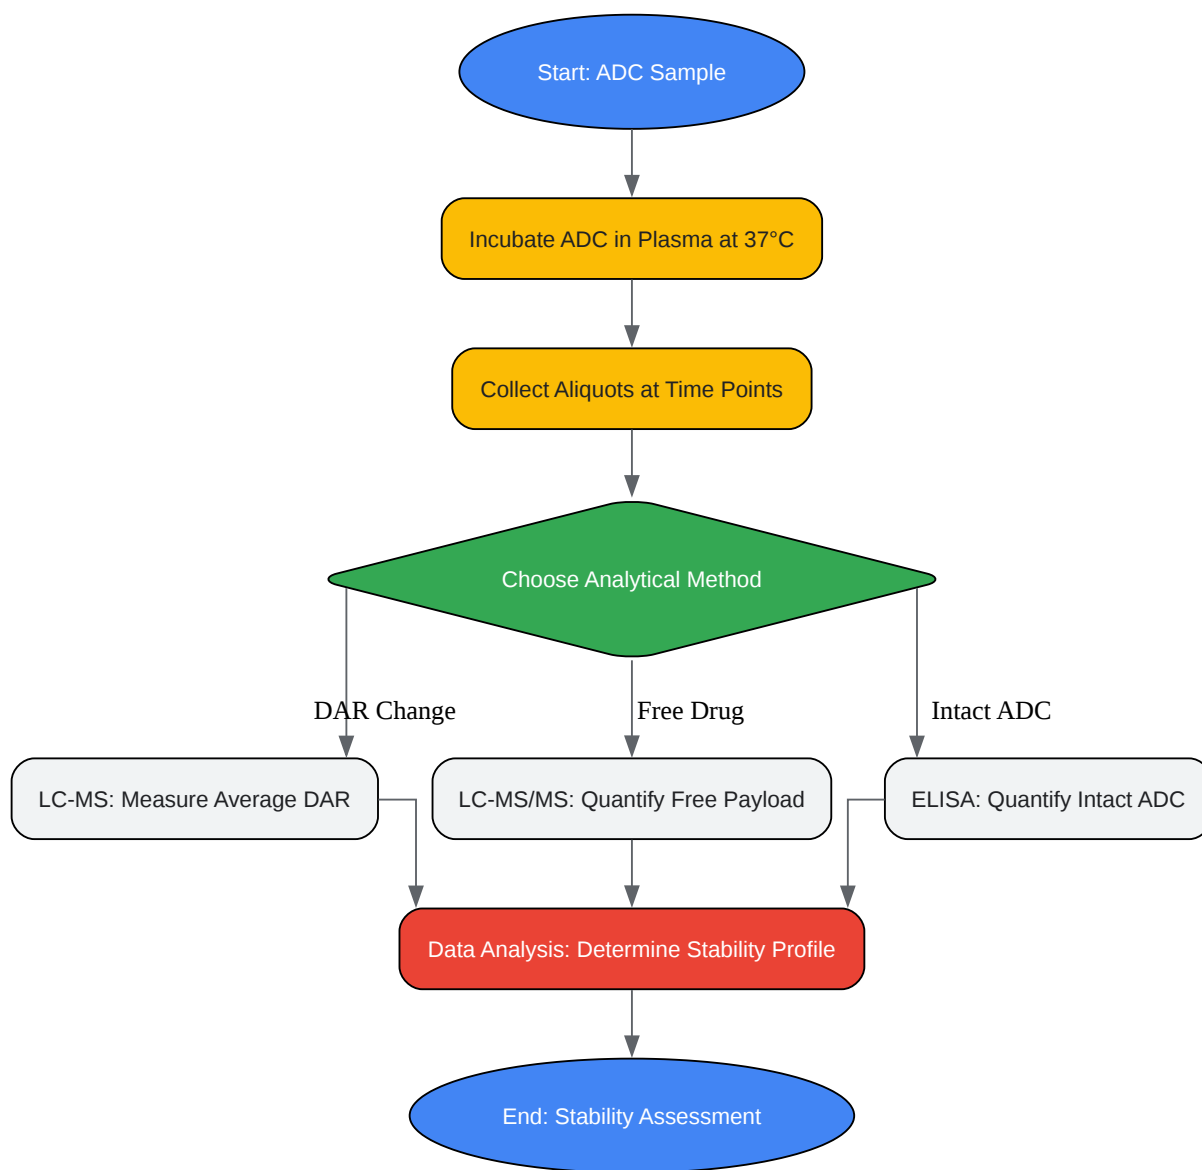 Start: ADC Sample
Incubate ADC in Plasma at 37°C
Collect Aliquots at Time Points
Choose Analytical Method
DAR Change
Free Drug
Intact ADC
LC-MS: Measure Average DAR
LC-MS/MS: Quantify Free Payload
ELISA: Quantify Intact ADC
Data Analysis: Determine Stability Profile
End: Stability Assessment